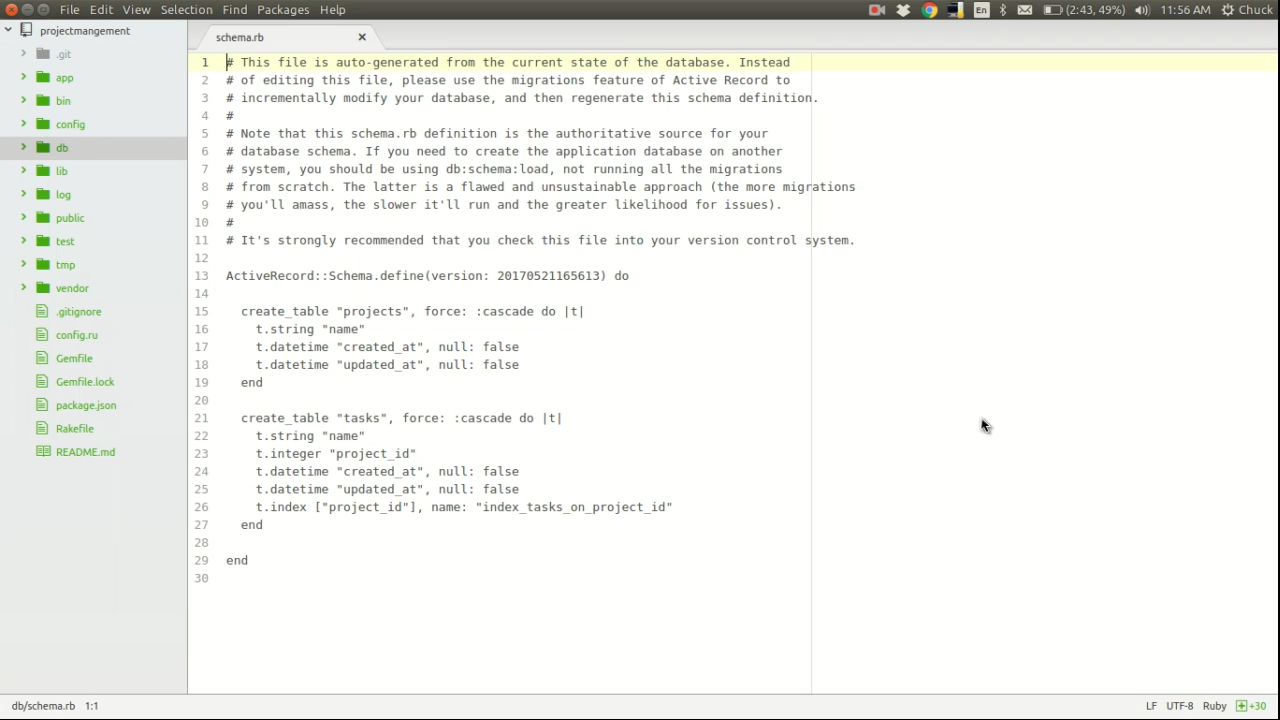 File Edit View Selection Find Packages Help
En (2:43, 49%) 11:56 AM Chuck
projectmangement
.git
app
bin
config
db
lib
log
public
test
tmp
vendor
.gitignore
config.ru
Gemfile
Gemfile.lock
package.json
Rakefile
README.md
schema.rb
1 # This file is auto-generated from the current state of the database. Instead
2 # of editing this file, please use the migrations feature of Active Record to
3 # incrementally modify your database, and then regenerate this schema definition.
4 #
5 # Note that this schema.rb definition is the authoritative source for your
6 # database schema. If you need to create the application database on another
7 # system, you should be using db:schema:load, not running all the migrations
8 # from scratch. The latter is a flawed and unsustainable approach (the more migrations
9 # you'll amass, the slower it'll run and the greater likelihood for issues).
10 #
11 # It's strongly recommended that you check this file into your version control system.
12
13 ActiveRecord::Schema.define(version: 20170521165613) do
14
15 create_table "projects", force: :cascade do |t|
16 t.string "name"
17 t.datetime "created_at", null: false
18 t.datetime "updated_at", null: false
19 end
20
21 create_table "tasks", force: :cascade do |t|
22 t.string "name"
23 t.integer "project_id"
24 t.datetime "created_at", null: false
25 t.datetime "updated_at", null: false
26 t.index ["project_id"], name: "index_tasks_on_project_id"
27 end
28
29 end
30
db/schema.rb 1:1
LF UTF-8 Ruby +30